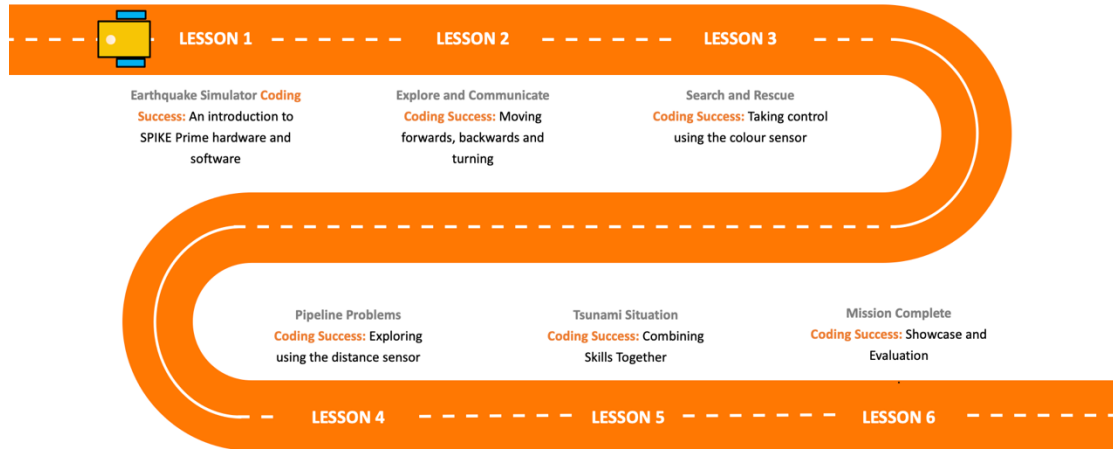 LESSON 1
LESSON 2
LESSON 3
Earthquake Simulator Coding
Success: An introduction to
SPIKE Prime hardware and
software
Explore and Communicate
Coding Success: Moving
forwards, backwards and
turning
Search and Rescue
Coding Success: Taking control
using the colour sensor
Pipeline Problems
Coding Success: Exploring
using the distance sensor
Tsunami Situation
Coding Success: Combining
Skills Together
Mission Complete
Coding Success: Showcase and
Evaluation
.
LESSON 4
LESSON 5
LESSON 6